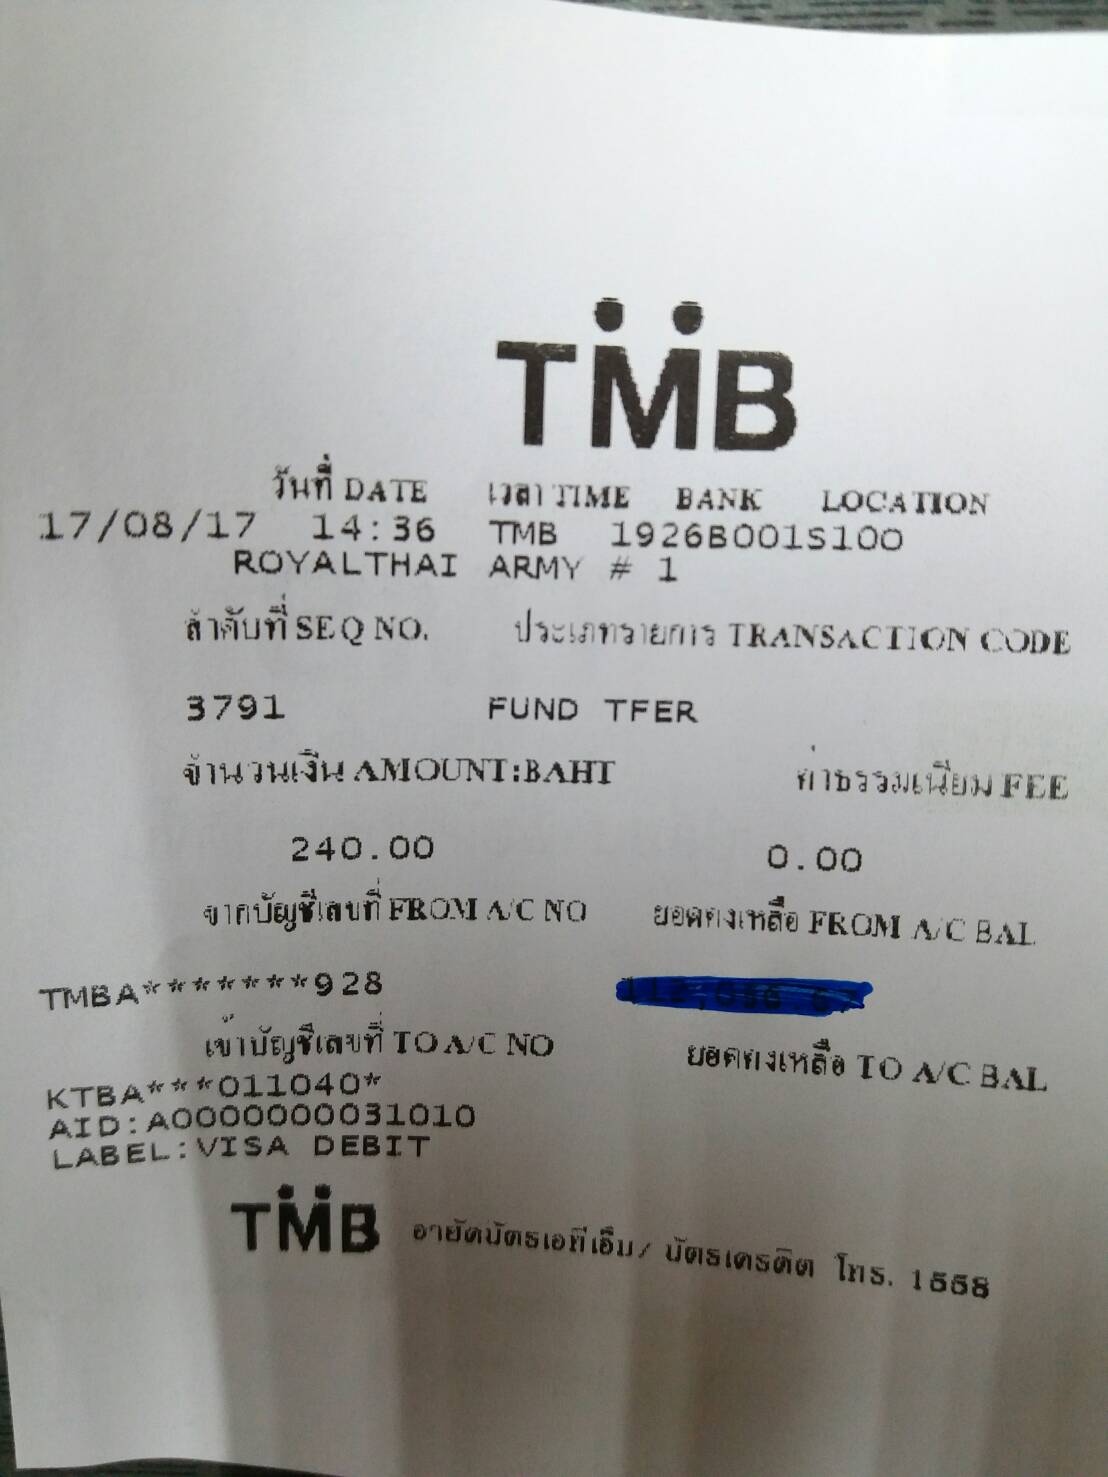 TMB
วันที่ DATE เวลา TIME BANK LOCATION
17/08/17 14:36 TMB 1926B001S100
ROYALTHAI ARMY # 1
ลำดับที่ SEQ NO. ประเภทรายการ TRANSACTION CODE
3791 FUND TFER
จำนวนเงิน AMOUNT:BAHT ค่าธรรมเนียม FEE
240.00 0.00
จากบัญชีเลขที่ FROM A/C NO ยอดคงเหลือ FROM A/C BAL
TMBA*******928
เข้าบัญชีเลขที่ TO A/C NO ยอดคงเหลือ TO A/C BAL
KTBA***011040*
AID:A0000000031010
LABEL:VISA DEBIT
TMB อายัดบัตรเอทีเอ็ม/ บัตรเครดิต โทร. 1558